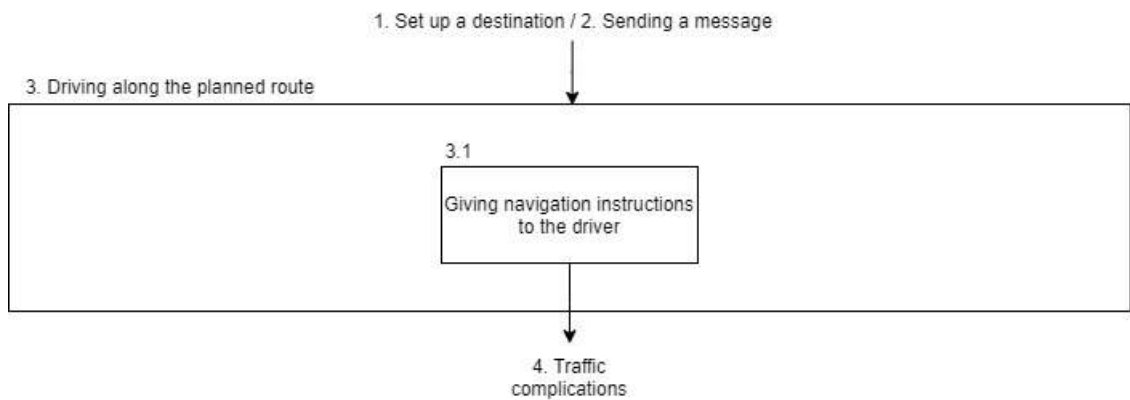 1. Set up a destination / 2. Sending a message
3. Driving along the planned route
3.1
Giving navigation instructions
to the driver
4. Traffic
complications